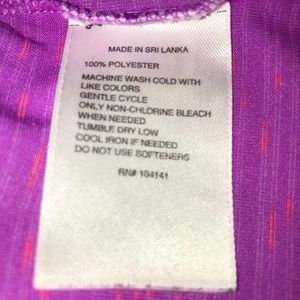 MADE IN SRI LANKA
100% POLYESTER
MACHINE WASH COLD WITH
LIKE COLORS
GENTLE CYCLE
ONLY NON-CHLORINE BLEACH
WHEN NEEDED
TUMBLE DRY LOW
COOL IRON IF NEEDED
DO NOT USE SOFTENERS
RN# 104141